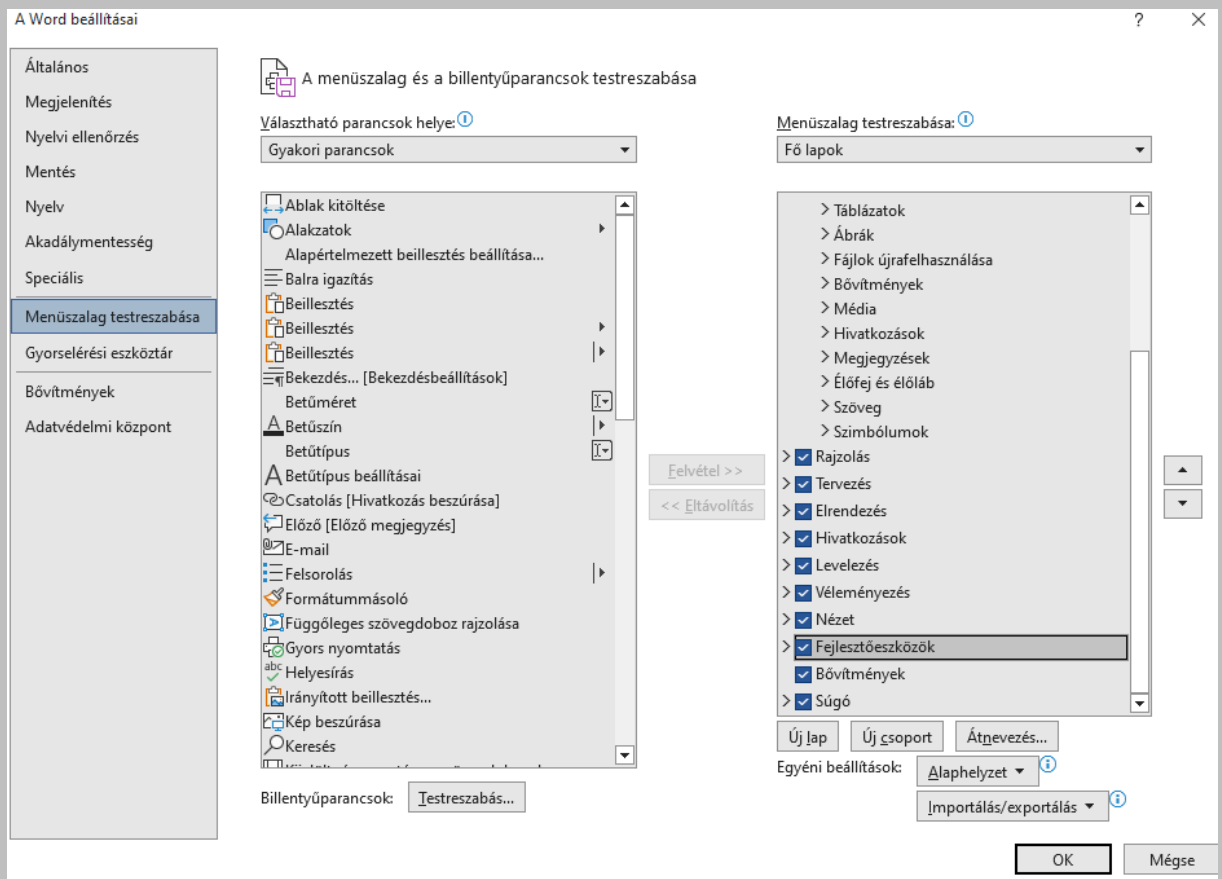 A Word beállításai
Általános
Megjelenítés
Nyelvi ellenőrzés
Mentés
Nyelv
Akadálymentesség
Speciális
Menüszalag testreszabása
Gyorselérési eszköztár
Bővítmények
Adatvédelmi központ
A menüszalag és a billentyűparancsok testreszabása
Választható parancsok helye:
Gyakori parancsok
Ablak kitöltése
Alakzatok
Alapértelmezett beillesztés beállítása...
Balra igazítás
Beillesztés
Beillesztés
Beillesztés
Bekezdés... [Bekezdésbeállítások]
Betűméret
Betűszín
Betűtípus
Betűtípus beállításai
Csatolás [Hivatkozás beszúrása]
Előző [Előző megjegyzés]
E-mail
Felsorolás
Formátummásoló
Függőleges szövegdoboz rajzolása
Gyors nyomtatás
Helyesírás
Irányított beillesztés...
Kép beszúrása
Keresés
Billentyűparancsok:
Testreszabás...
Felvétel >>
<< Eltávolítás
Menüszalag testreszabása:
Fő lapok
Táblázatok
Ábrák
Fájlok újrafelhasználása
Bővítmények
Média
Hivatkozások
Megjegyzések
Élőfej és élőláb
Szöveg
Szimbólumok
Rajzolás
Tervezés
Elrendezés
Hivatkozások
Levelezés
Véleményezés
Nézet
Fejlesztőeszközök
Bővítmények
Súgó
Új lap
Új csoport
Átnevezés...
Egyéni beállítások:
Alaphelyzet
Importálás/exportálás
OK
Mégse